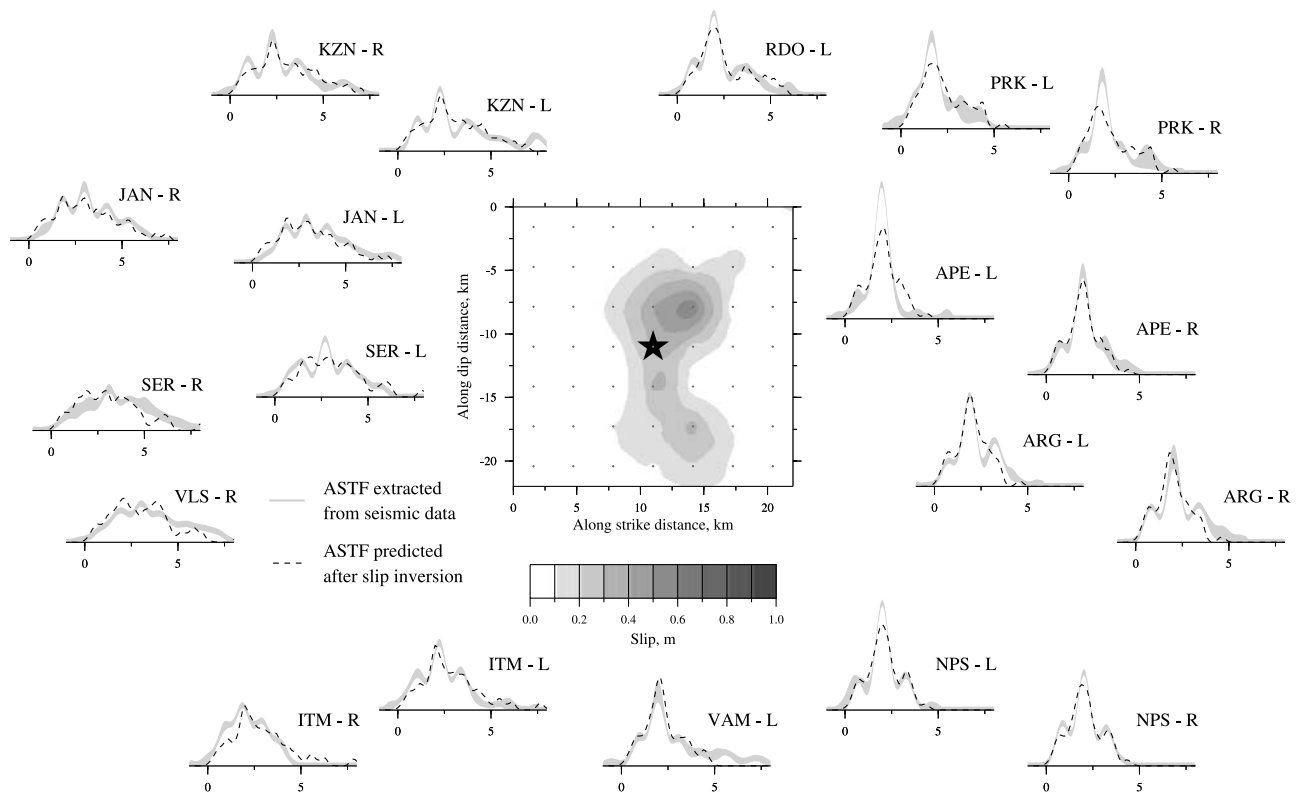 KZN - R
0 5
KZN - L
0 5
RDO - L
0 5
PRK - L
0 5
PRK - R
0 5
JAN - R
0 5
JAN - L
0 5
APE - L
0 5
APE - R
0 5
SER - L
0 5
SER - R
0 5
VLS - R
0 5
ARG - L
0 5
ARG - R
0 5
0
-5
-10
-15
-20
Along dip distance, km
0 5 10 15 20
Along strike distance, km
ASTF extracted
from seismic data
ASTF predicted
after slip inversion
0.0 0.2 0.4 0.6 0.8 1.0
Slip, m
ITM - L
0 5
ITM - R
0 5
VAM - L
0 5
NPS - L
0 5
NPS - R
0 5